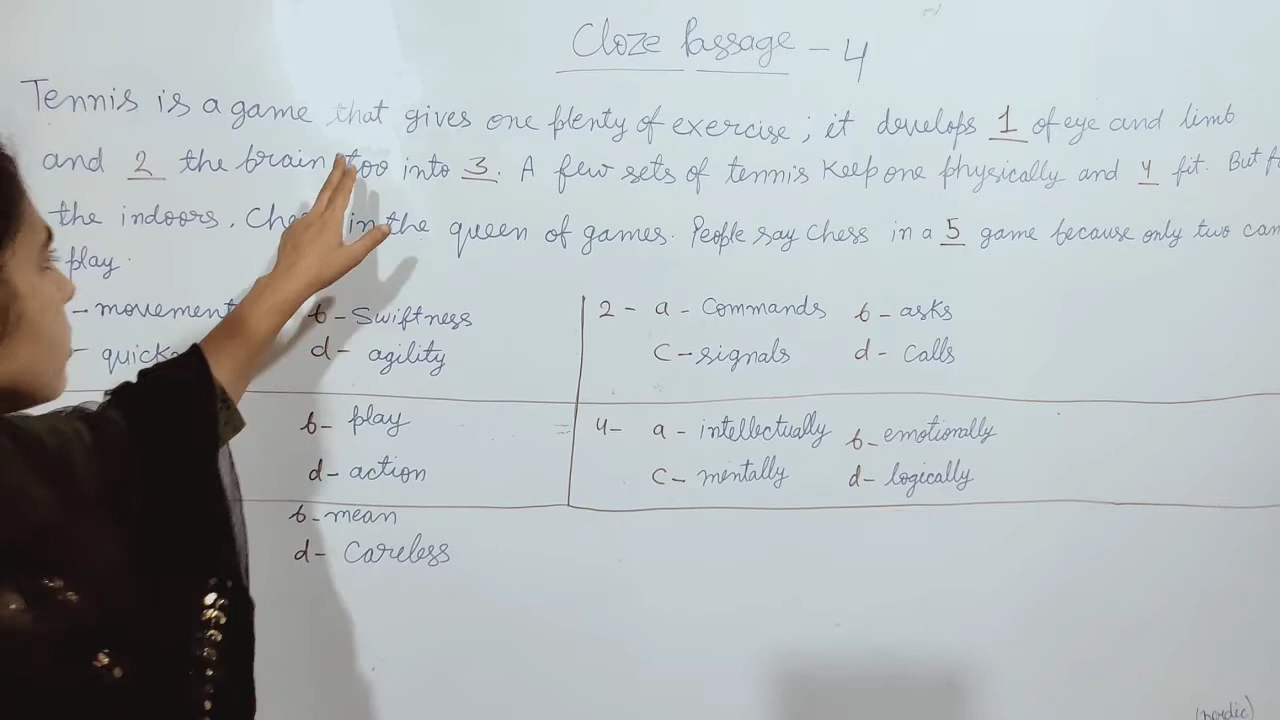 Cloze Passage - 4
Tennis is a game that gives one plenty of exercise; it develops 1 of eye and limb
and 2 the brain too into 3. A few sets of tennis keep one physically and 4 fit. But
the indoors. in the queen of games. People say chess in a 5 game because only two can
play.
- movement b - Swiftness 2 - a - Commands b - asks
d - agility c - signals d - calls
b - play 4 - a - intellectually b - emotionally
d - action c - mentally d - logically
b - mean
d - Careless